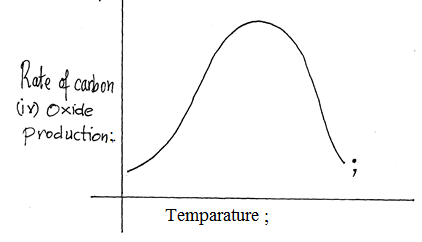 Rate of carbon
(iv) Oxide
production:
;
Temparature ;